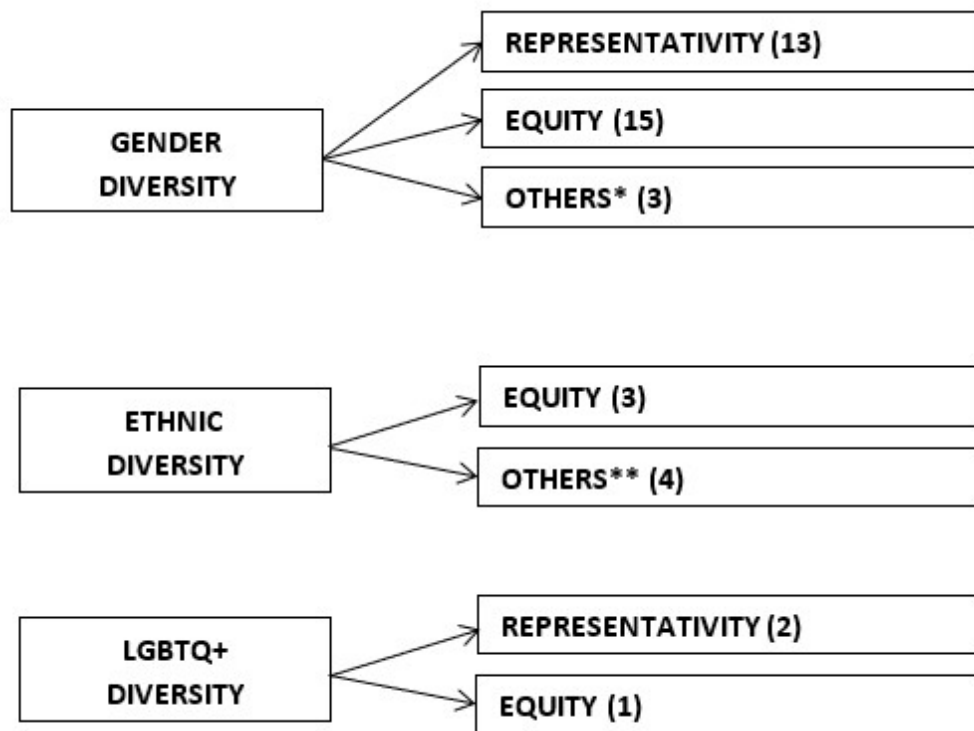 GENDER
DIVERSITY
REPRESENTATIVITY (13)
EQUITY (15)
OTHERS* (3)
ETHNIC
DIVERSITY
EQUITY (3)
OTHERS** (4)
LGBTQ+
DIVERSITY
REPRESENTATIVITY (2)
EQUITY (1)